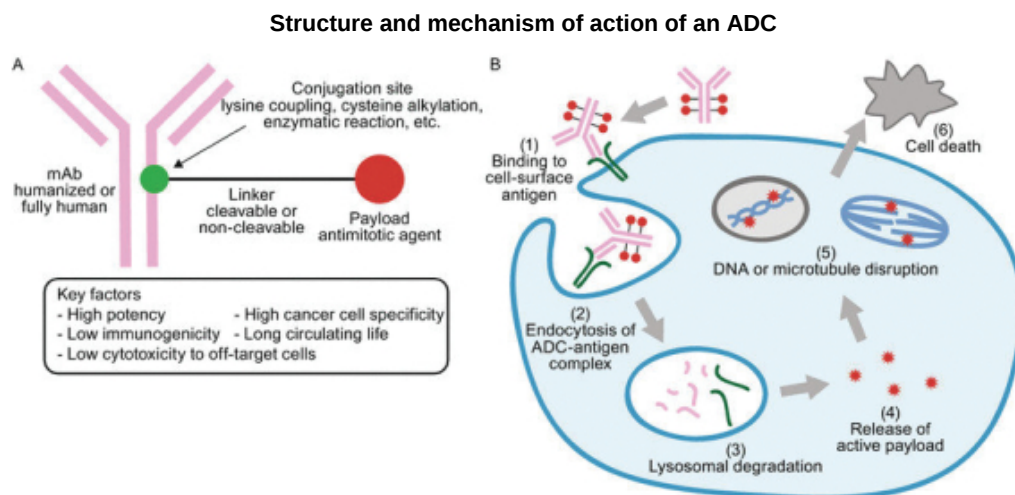 Structure and mechanism of action of an ADC
A
Conjugation site
lysine coupling, cysteine alkylation,
enzymatic reaction, etc.
mAb
humanized or
fully human
Linker
cleavable or
non-cleavable
Payload
antimitotic agent
Key factors
- High potency - High cancer cell specificity
- Low immunogenicity - Long circulating life
- Low cytotoxicity to off-target cells
B
(1)
Binding to
cell-surface
antigen
(2)
Endocytosis of
ADC-antigen
complex
(3)
Lysosomal degradation
(4)
Release of
active payload
(5)
DNA or microtubule disruption
(6)
Cell death